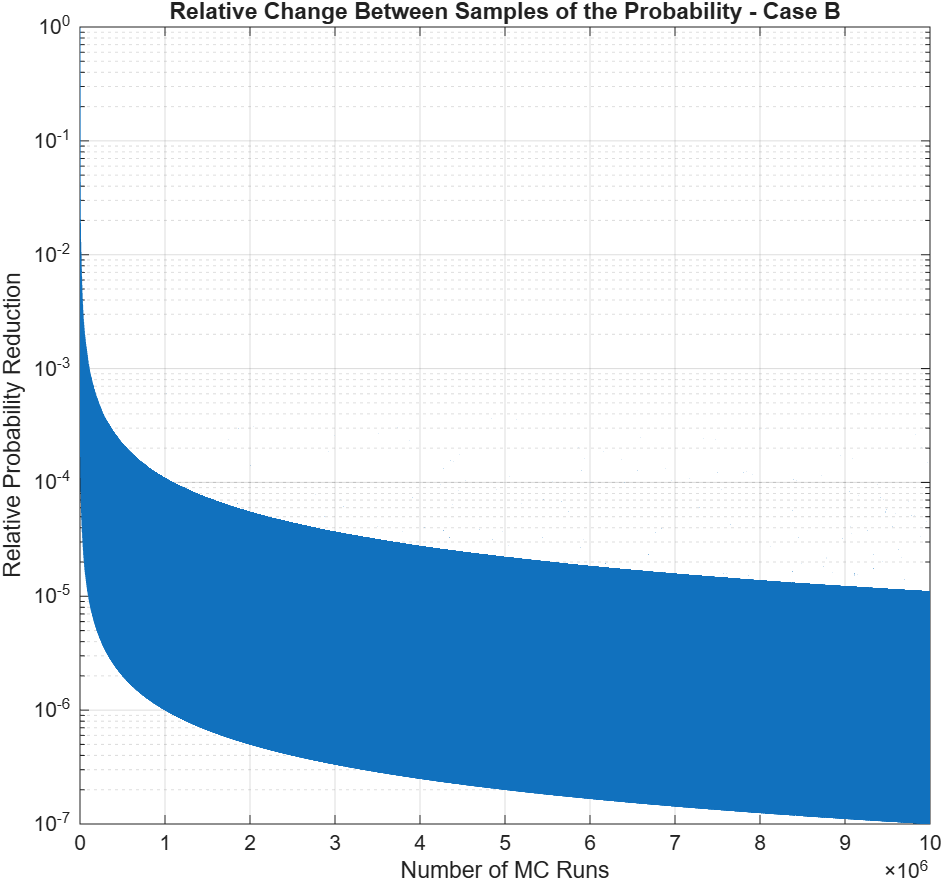 Relative Change Between Samples of the Probability - Case B
Relative Probability Reduction
10^0
10^-1
10^-2
10^-3
10^-4
10^-5
10^-6
10^-7
0 1 2 3 4 5 6 7 8 9 10
Number of MC Runs
×10^6